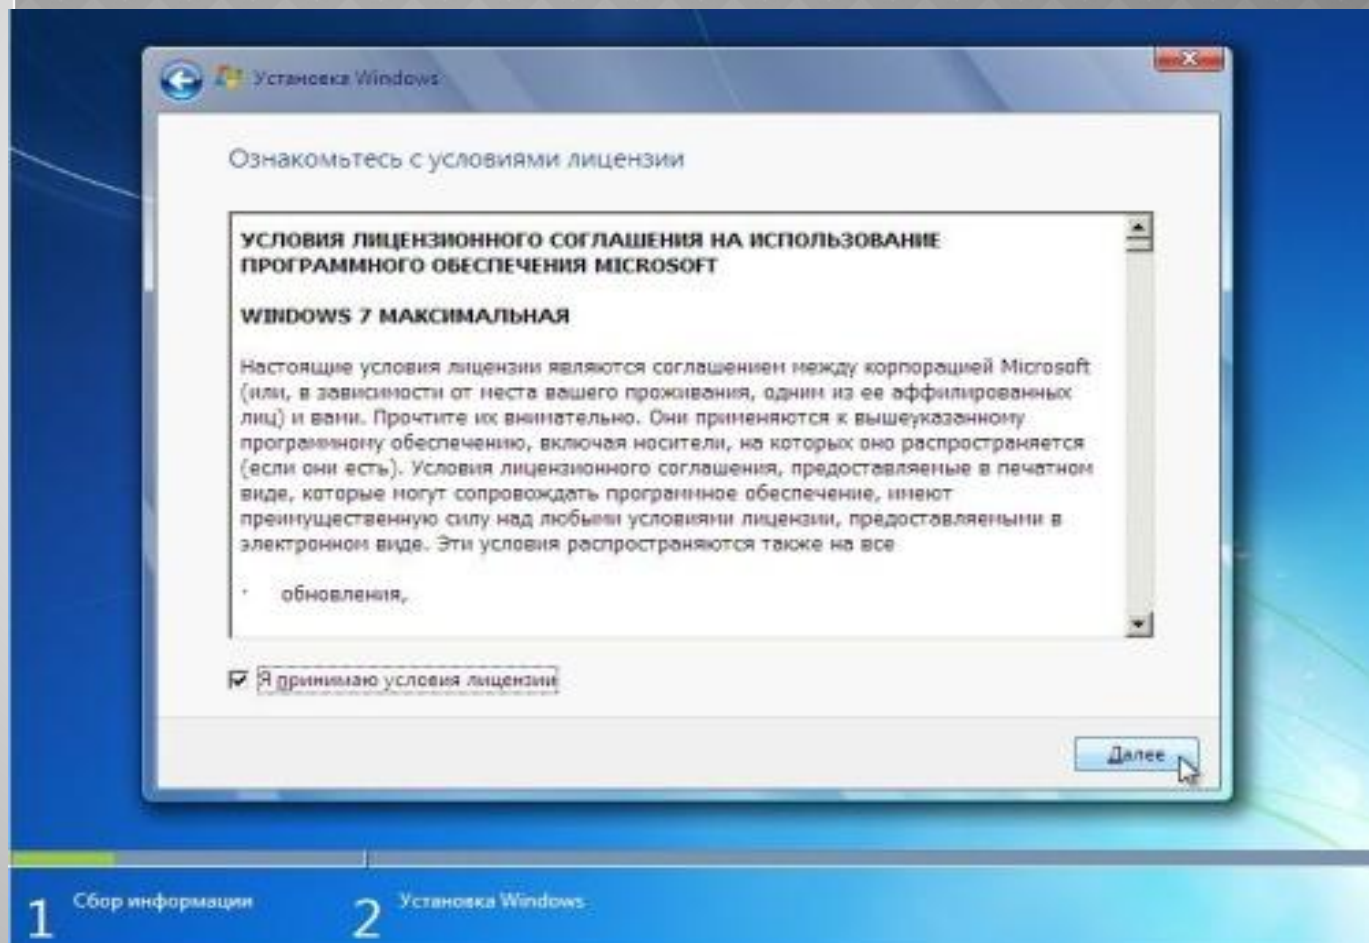 Установка Windows
Ознакомьтесь с условиями лицензии
УСЛОВИЯ ЛИЦЕНЗИОННОГО СОГЛАШЕНИЯ НА ИСПОЛЬЗОВАНИЕ
ПРОГРАММНОГО ОБЕСПЕЧЕНИЯ MICROSOFT
WINDOWS 7 МАКСИМАЛЬНАЯ
Настоящие условия лицензии являются соглашением между корпорацией Microsoft
(или, в зависимости от места вашего проживания, одним из ее аффилированных
лиц) и вами. Прочтите их внимательно. Они применяются к вышеуказанному
программному обеспечению, включая носители, на которых оно распространяется
(если они есть). Условия лицензионного соглашения, предоставляемые в печатном
виде, которые могут сопровождать программное обеспечение, имеют
преимущественную силу над любыми условиями лицензии, предоставляемыми в
электронном виде. Эти условия распространяются также на все
· обновления,
Я принимаю условия лицензии
Далее
1 Сбор информации
2 Установка Windows